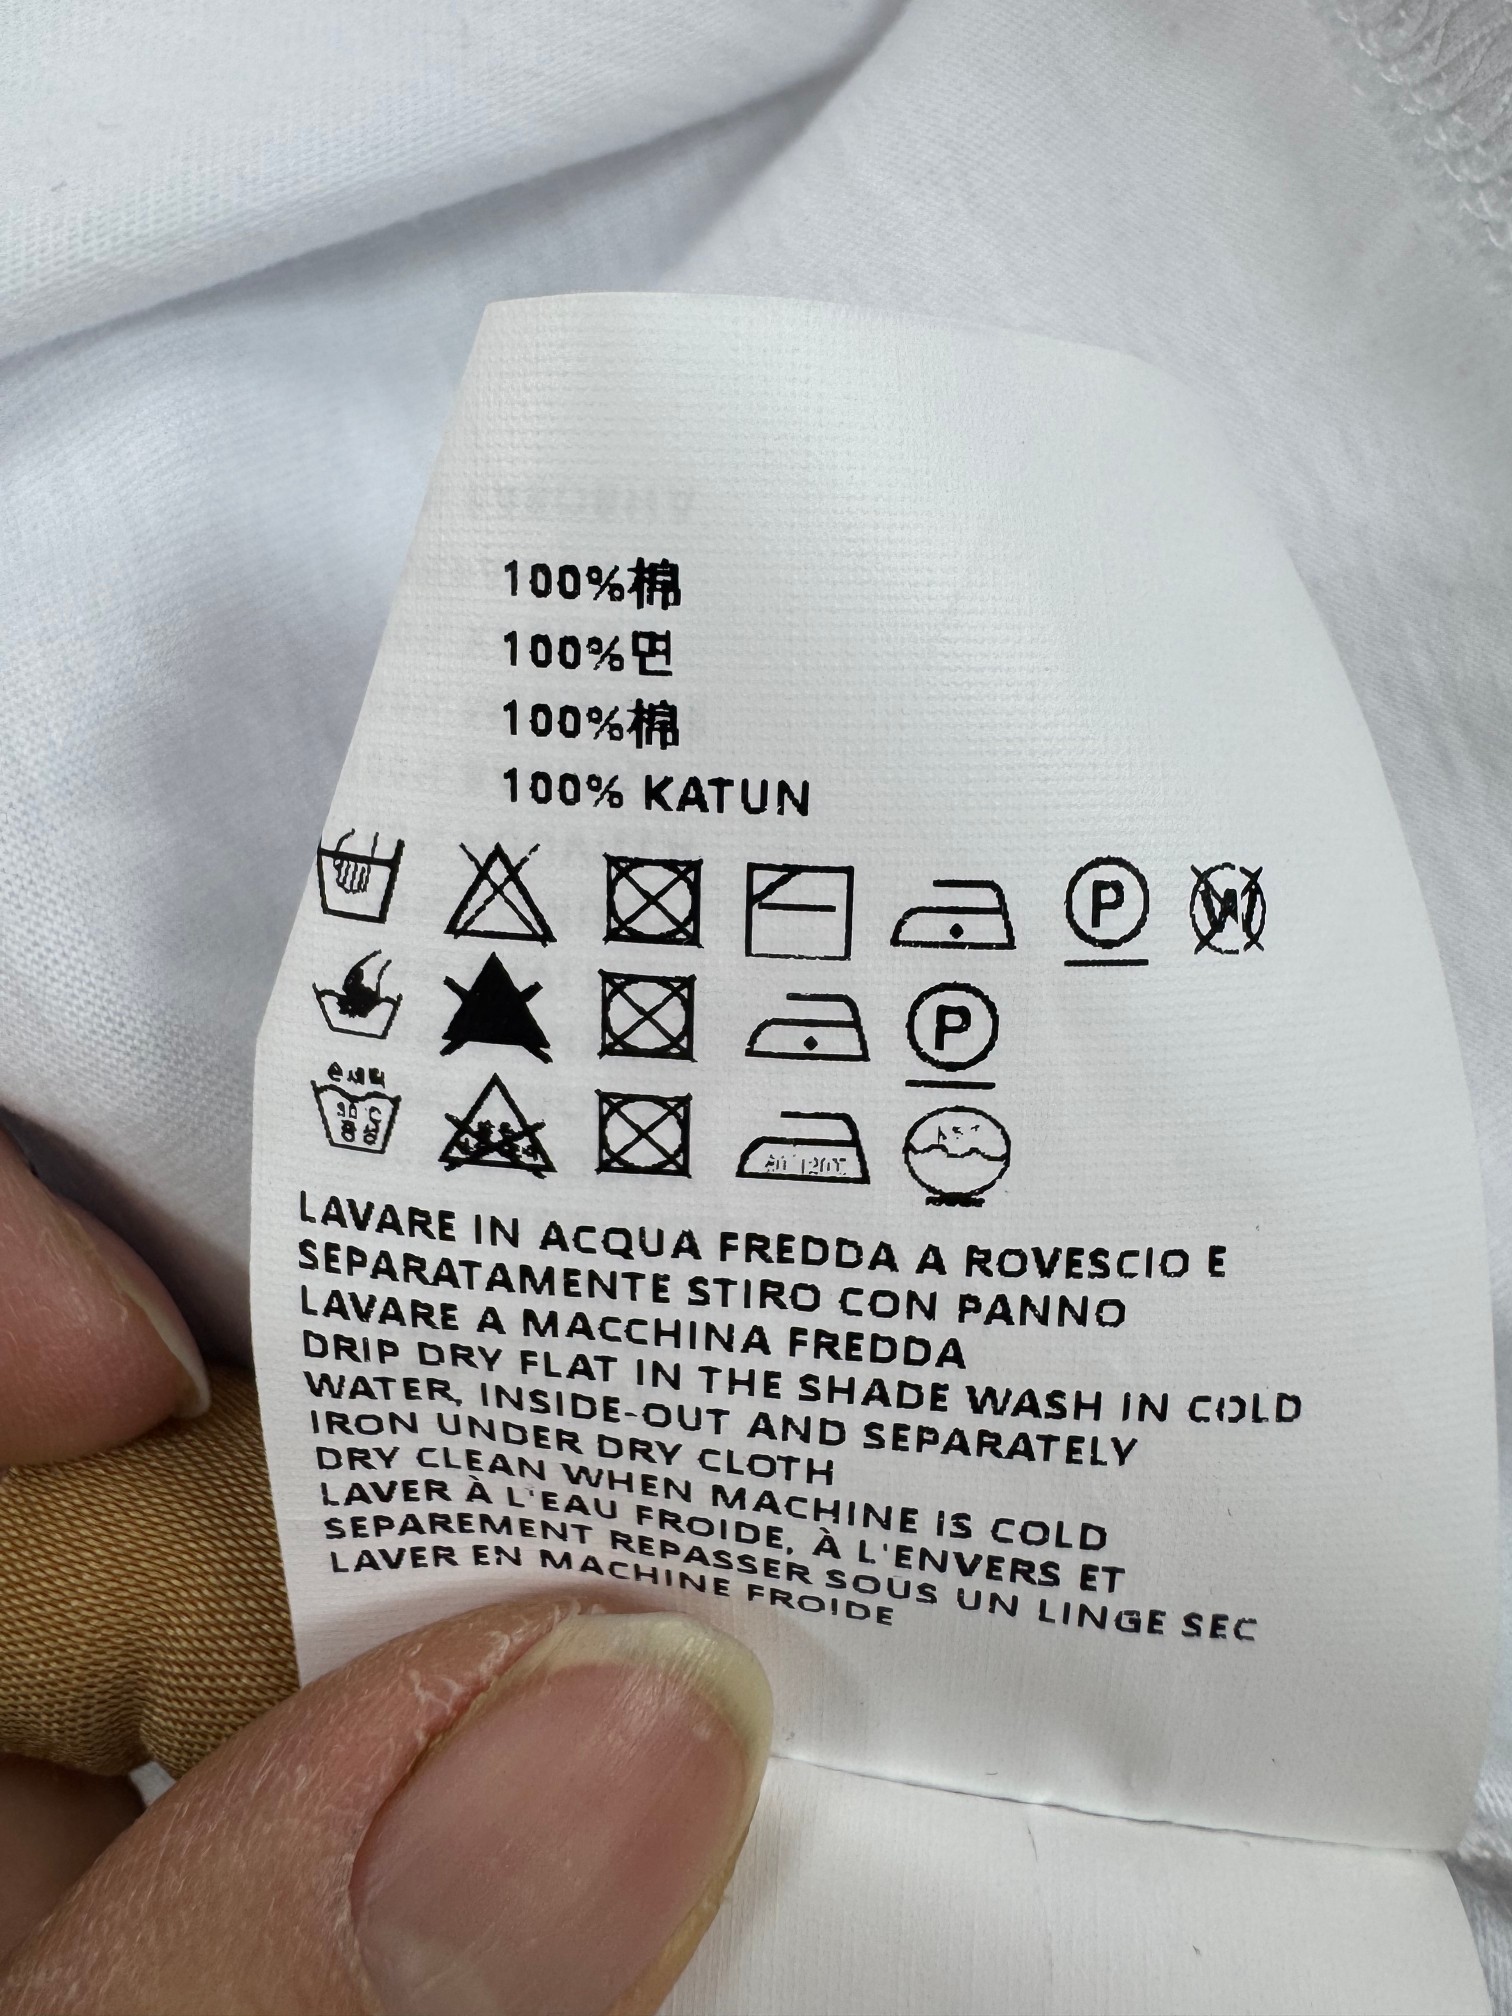 100%棉
100%면
100%棉
100% KATUN
P
P
LAVARE IN ACQUA FREDDA A ROVESCIO E
SEPARATAMENTE STIRO CON PANNO
LAVARE A MACCHINA FREDDA
DRIP DRY FLAT IN THE SHADE WASH IN COLD
WATER, INSIDE-OUT AND SEPARATELY
IRON UNDER DRY CLOTH
DRY CLEAN WHEN MACHINE IS COLD
LAVER À L'EAU FROIDE, À L'ENVERS ET
SEPAREMENT REPASSER SOUS UN LINGE SEC
LAVER EN MACHINE FROIDE